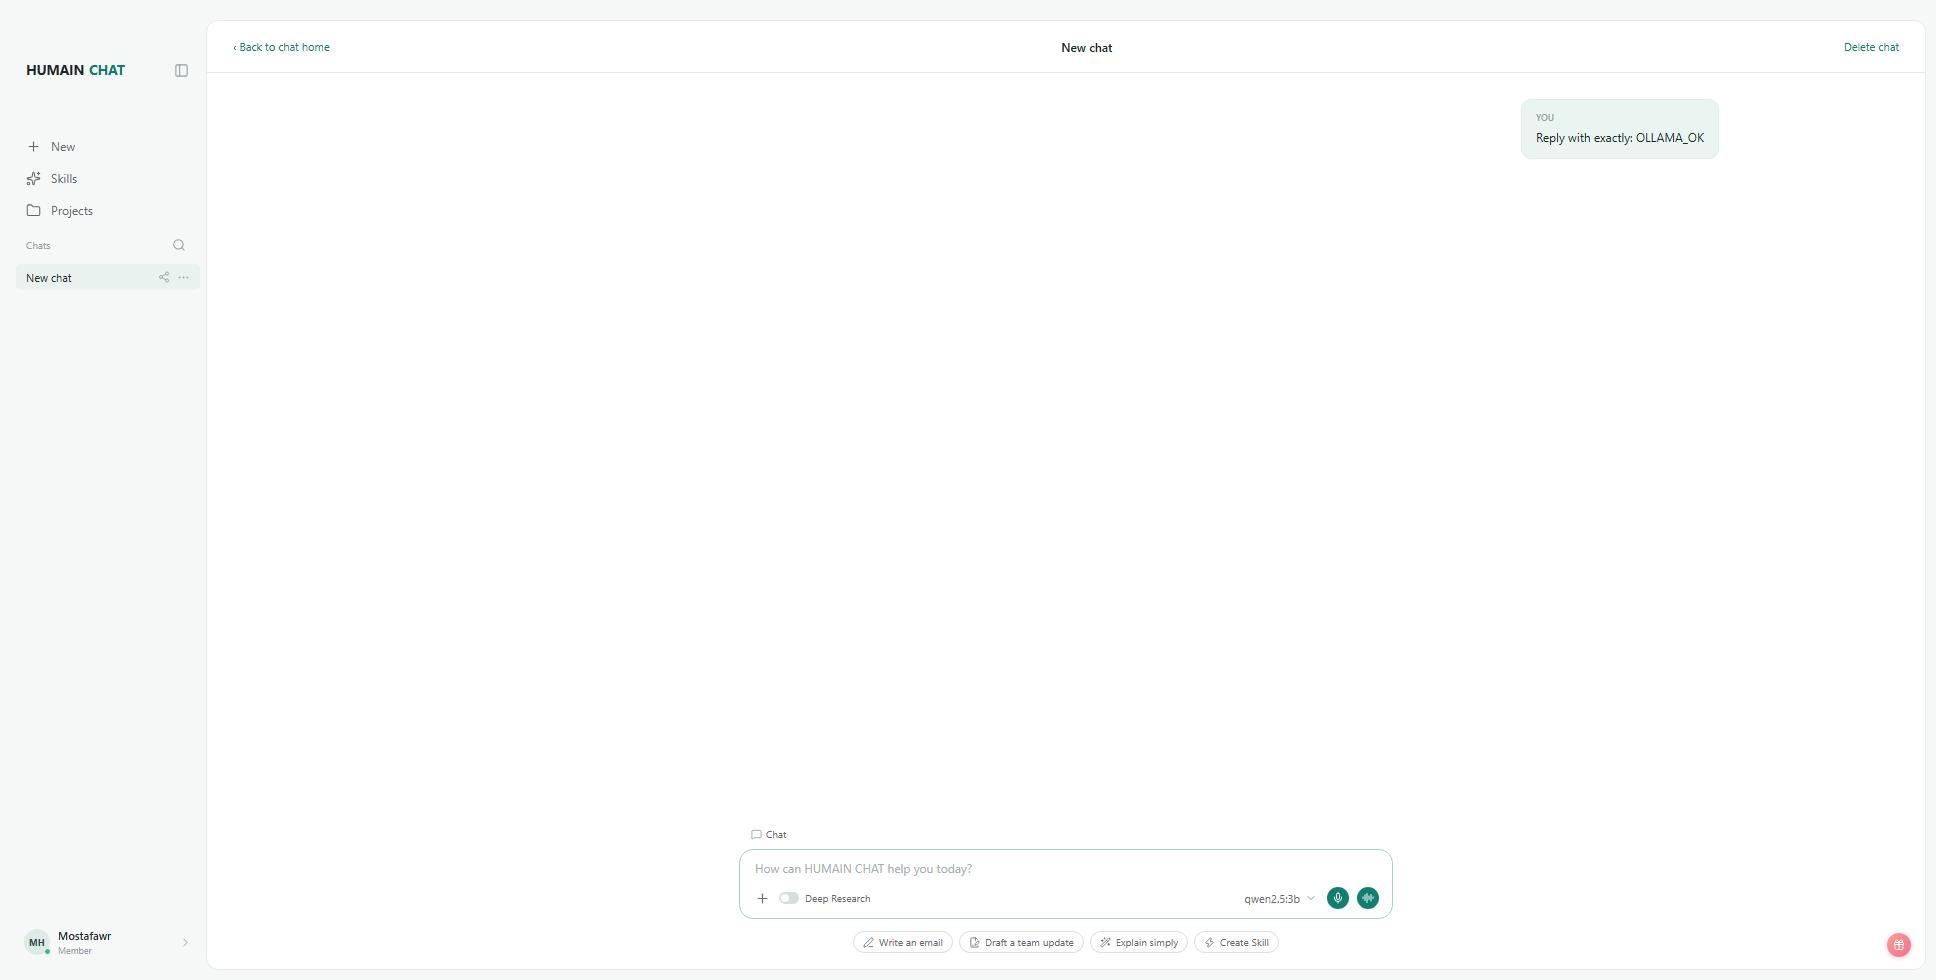 HUMAIN CHAT
New
Skills
Projects
Chats
New chat
MH
Mostafawr
Member
‹ Back to chat home
New chat
Delete chat
YOU
Reply with exactly: OLLAMA_OK
Chat
How can HUMAIN CHAT help you today?
Deep Research
qwen2.5:3b
Write an email
Draft a team update
Explain simply
Create Skill